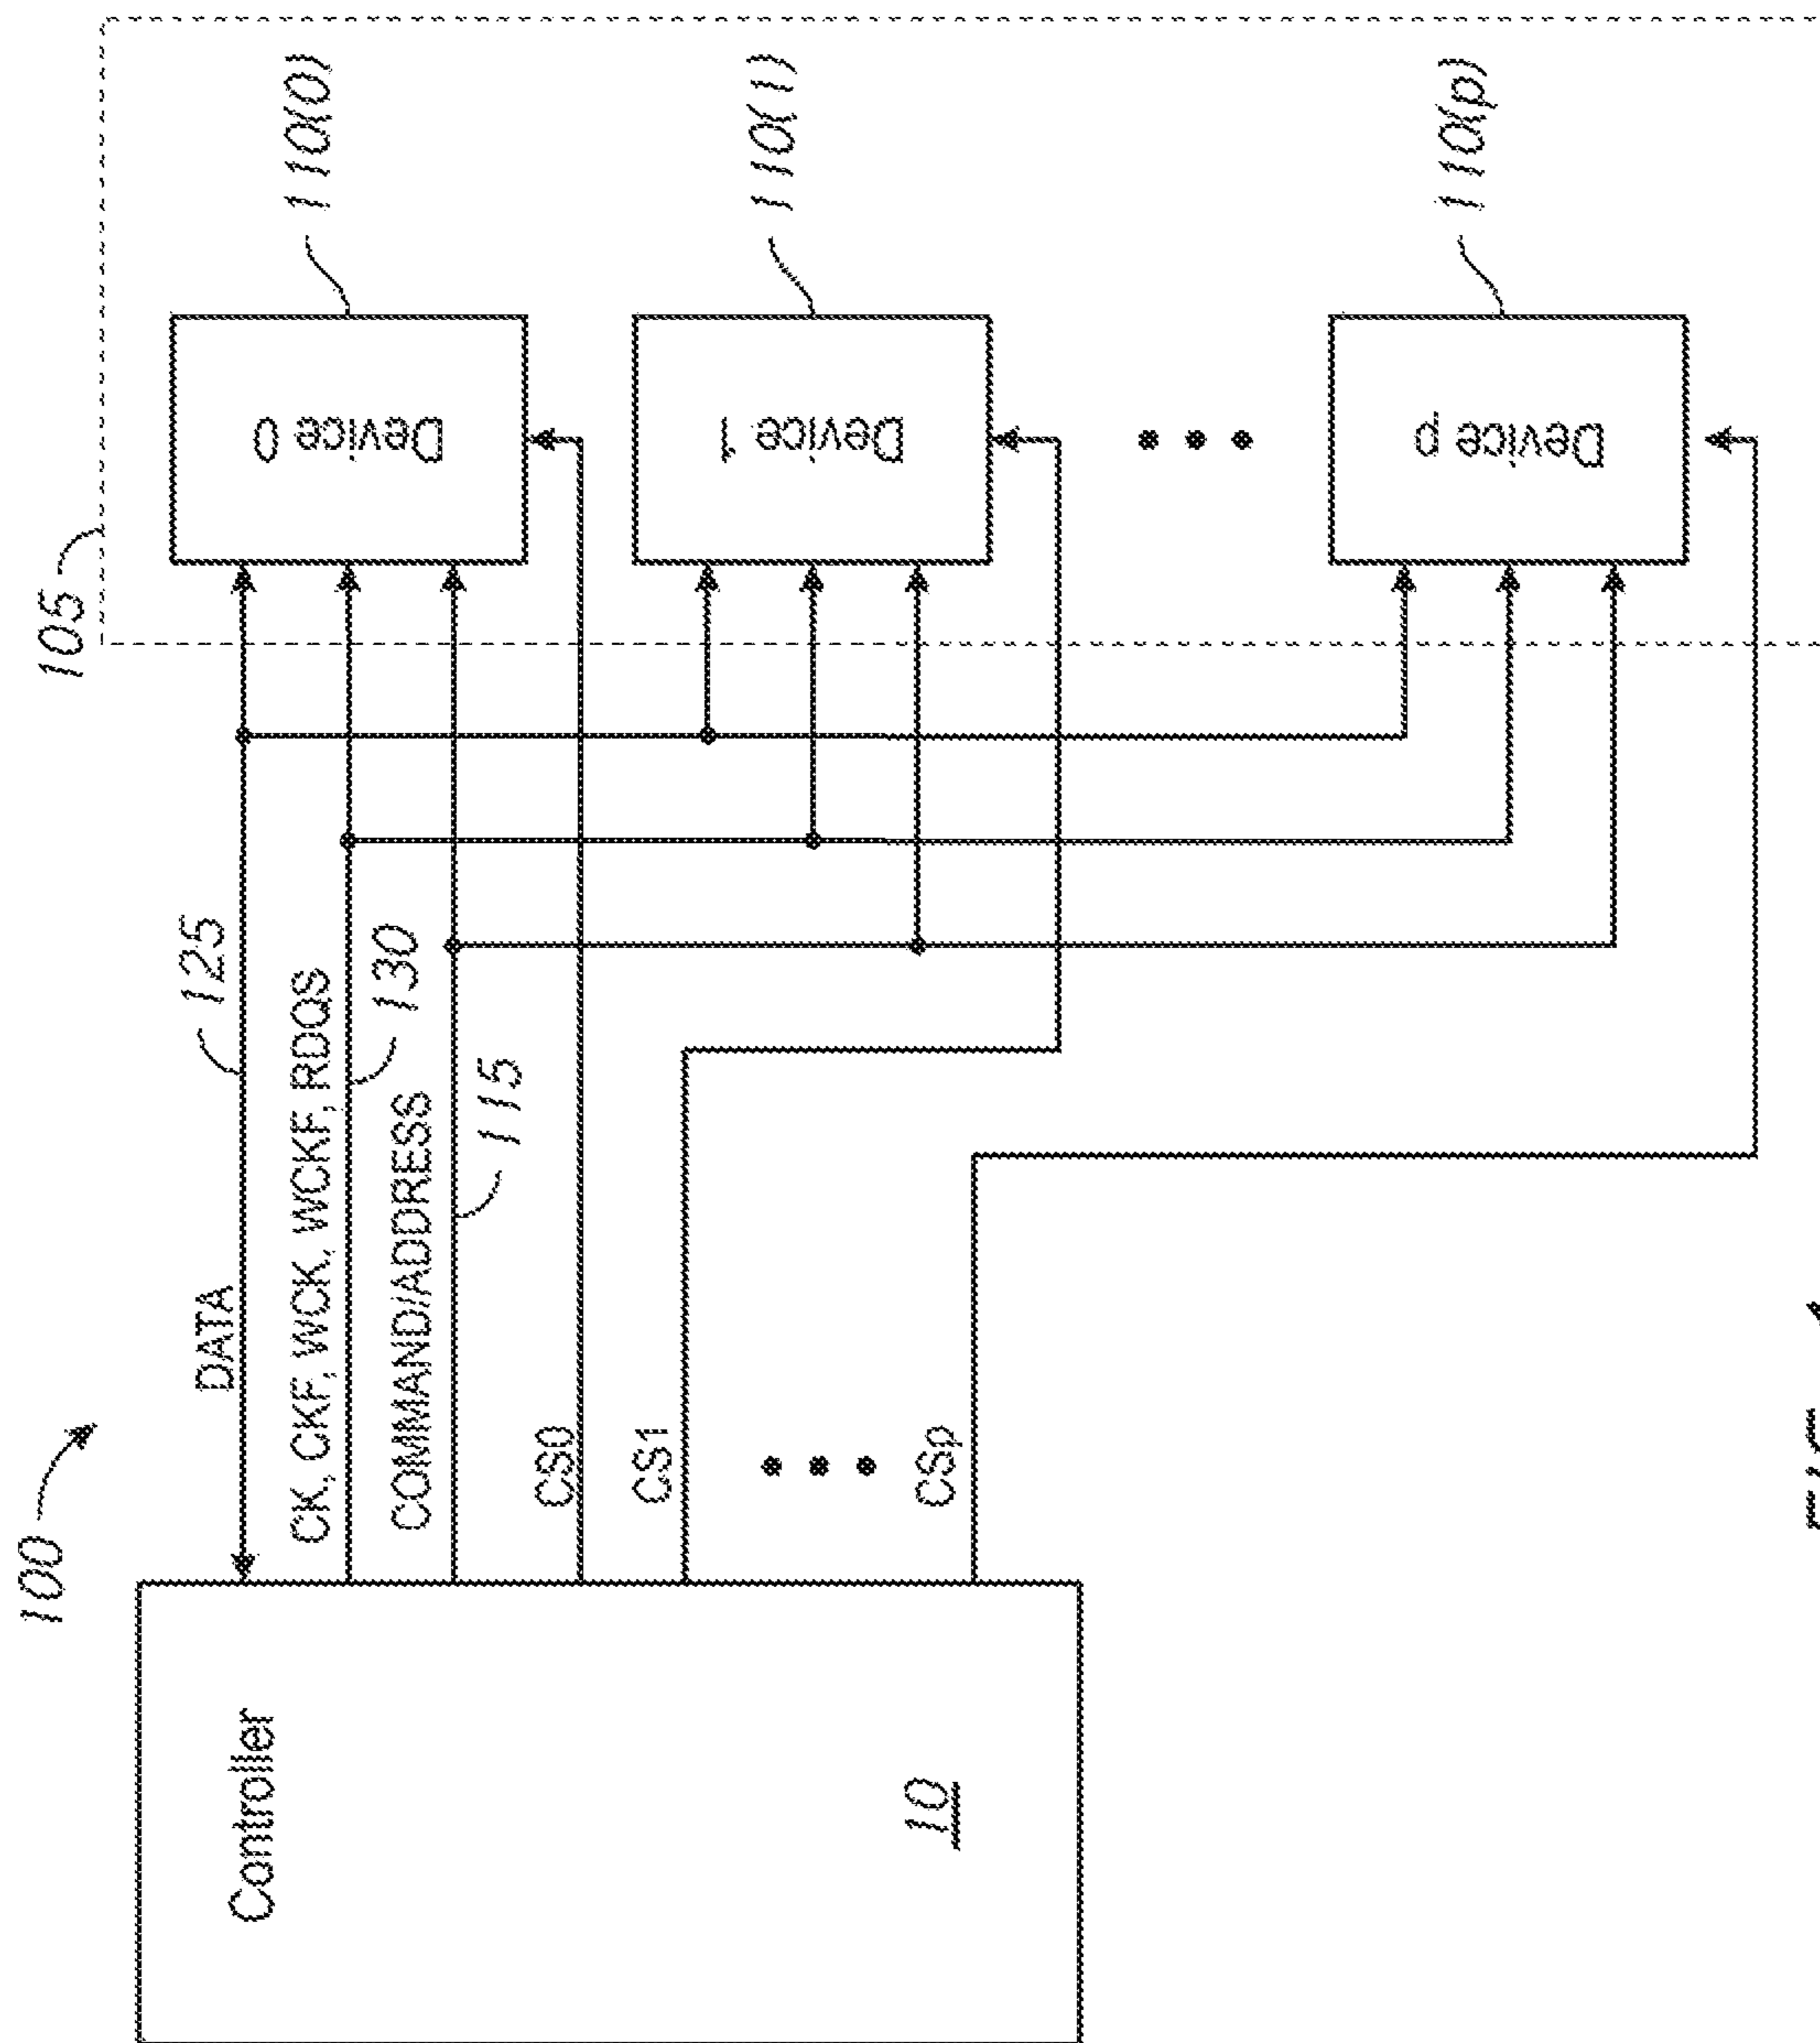 100
105
DATA
125
CK, CKF, WCK, WCKF, RDQS
130
COMMAND/ADDRESS
115
CS0
CS1
CSp
Controller
10
Device 0
110(0)
Device 1
110(1)
Device p
110(p)